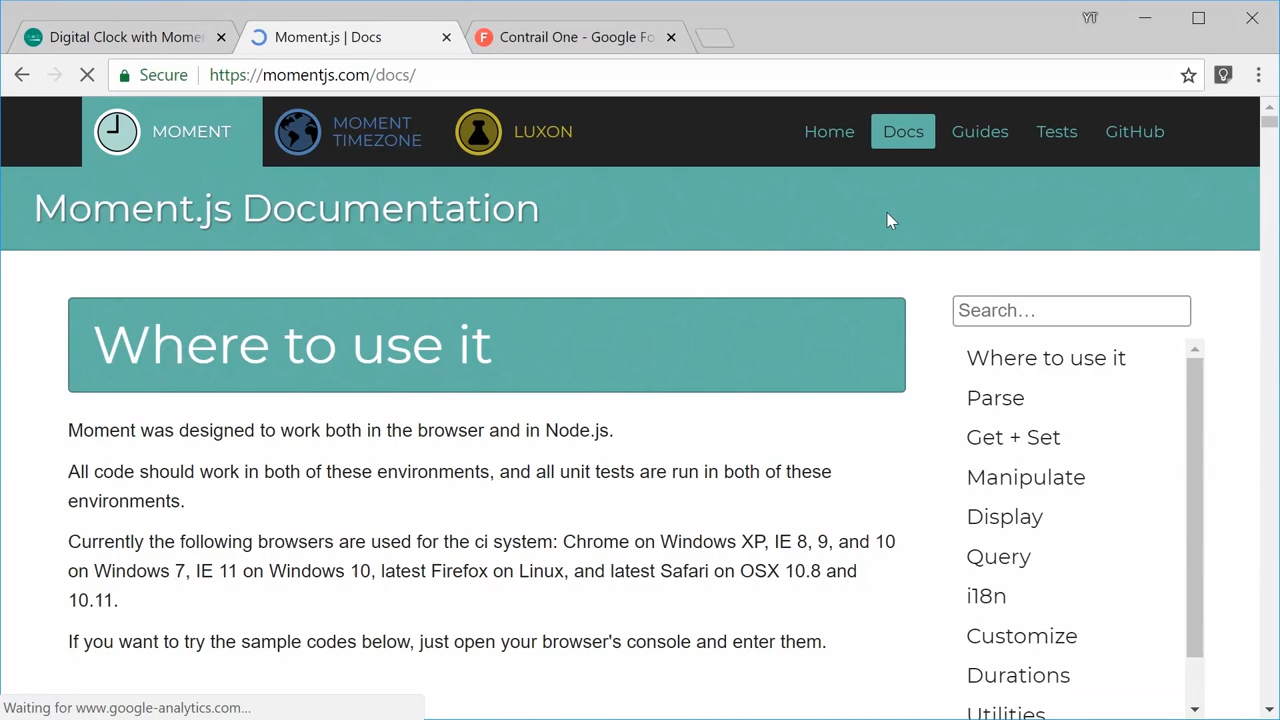 YT
Digital Clock with Momen
Moment.js | Docs
Contrail One - Google Fo
Secure
https://momentjs.com/docs/
MOMENT
MOMENT
TIMEZONE
LUXON
Home
Docs
Guides
Tests
GitHub
Moment.js Documentation
Where to use it
Moment was designed to work both in the browser and in Node.js.
All code should work in both of these environments, and all unit tests are run in both of these
environments.
Currently the following browsers are used for the ci system: Chrome on Windows XP, IE 8, 9, and 10
on Windows 7, IE 11 on Windows 10, latest Firefox on Linux, and latest Safari on OSX 10.8 and
10.11.
If you want to try the sample codes below, just open your browser's console and enter them.
Search...
Where to use it
Parse
Get + Set
Manipulate
Display
Query
i18n
Customize
Durations
Utilities
Waiting for www.google-analytics.com...